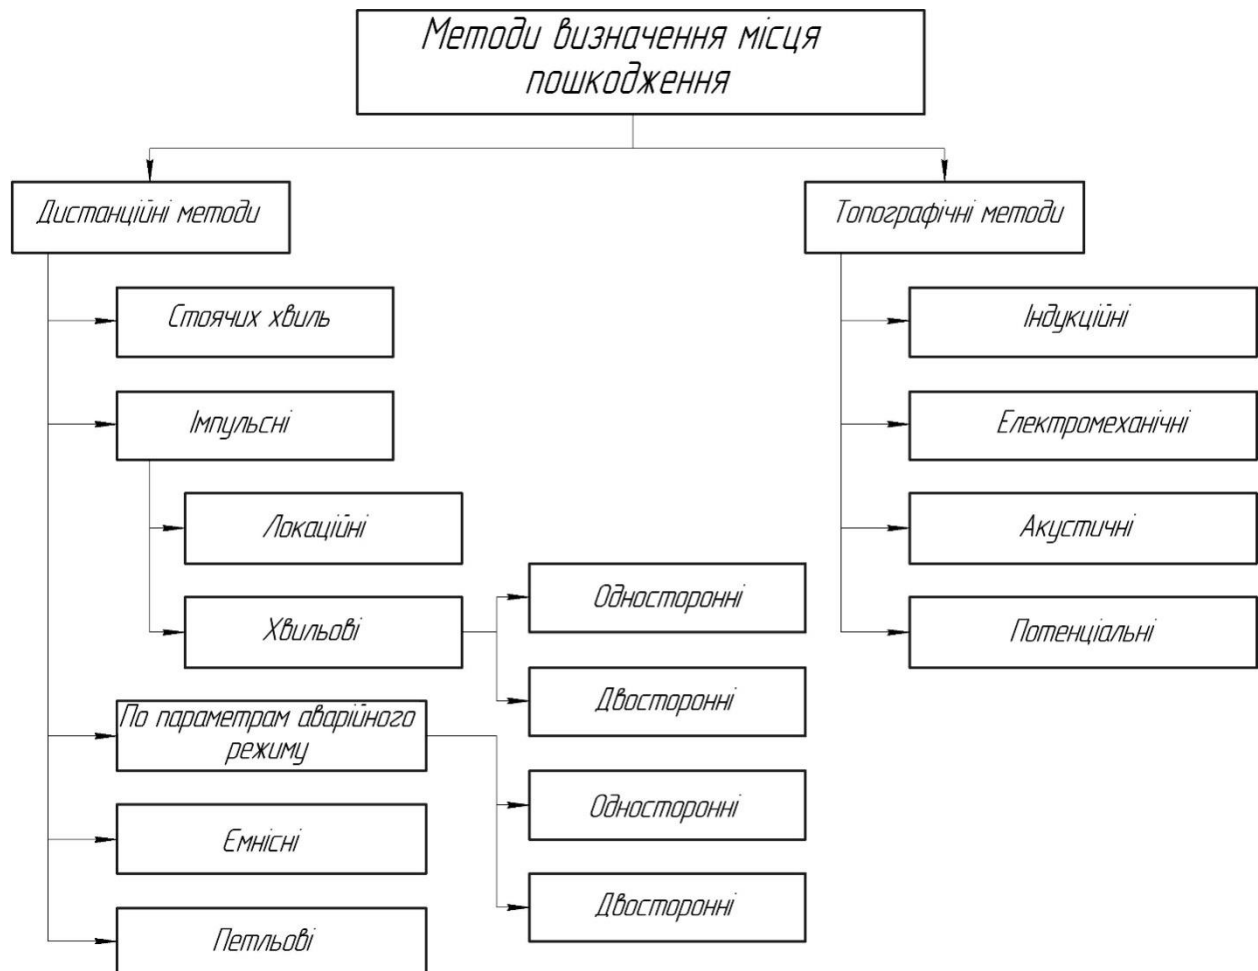 Методи визначення місця
пошкодження
Дистанційні методи
Топографічні методи
Стоячих хвиль
Індукційні
Імпульсні
Електромеханічні
Локаційні
Акустичні
Односторонні
Хвильові
Потенціальні
Двосторонні
По параметрам аварійного
режиму
Односторонні
Ємнісні
Двосторонні
Петльові